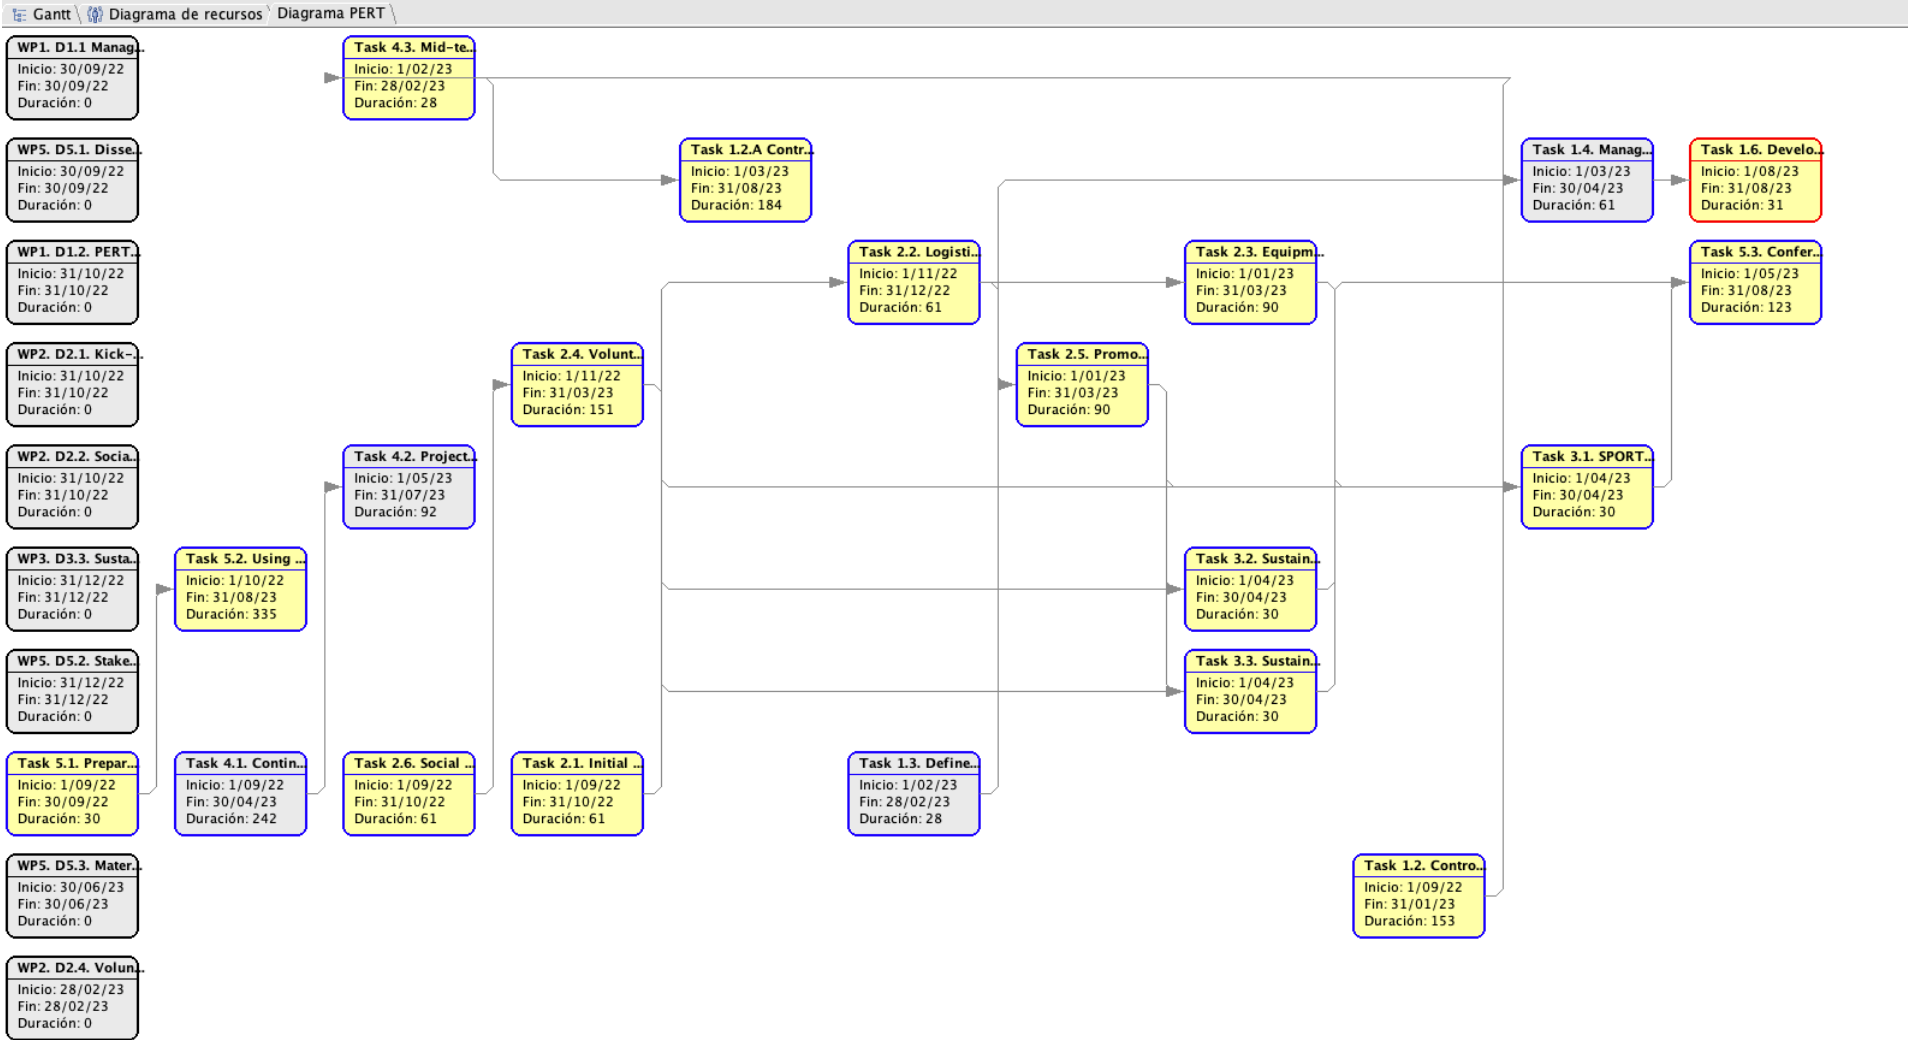 Gantt
Diagrama de recursos
Diagrama PERT
WP1. D1.1 Manag...
Inicio: 30/09/22
Fin: 30/09/22
Duración: 0
Task 4.3. Mid-te...
Inicio: 1/02/23
Fin: 28/02/23
Duración: 28
WP5. D5.1. Disse...
Inicio: 30/09/22
Fin: 30/09/22
Duración: 0
Task 1.2.A Contr...
Inicio: 1/03/23
Fin: 31/08/23
Duración: 184
Task 1.4. Manag...
Inicio: 1/03/23
Fin: 30/04/23
Duración: 61
Task 1.6. Develo...
Inicio: 1/08/23
Fin: 31/08/23
Duración: 31
WP1. D1.2. PERT...
Inicio: 31/10/22
Fin: 31/10/22
Duración: 0
Task 2.2. Logisti...
Inicio: 1/11/22
Fin: 31/12/22
Duración: 61
Task 2.3. Equipm...
Inicio: 1/01/23
Fin: 31/03/23
Duración: 90
Task 5.3. Confer...
Inicio: 1/05/23
Fin: 31/08/23
Duración: 123
WP2. D2.1. Kick-...
Inicio: 31/10/22
Fin: 31/10/22
Duración: 0
Task 2.4. Volunt...
Inicio: 1/11/22
Fin: 31/03/23
Duración: 151
Task 2.5. Promo...
Inicio: 1/01/23
Fin: 31/03/23
Duración: 90
WP2. D2.2. Socia...
Inicio: 31/10/22
Fin: 31/10/22
Duración: 0
Task 4.2. Project...
Inicio: 1/05/23
Fin: 31/07/23
Duración: 92
Task 3.1. SPORT...
Inicio: 1/04/23
Fin: 30/04/23
Duración: 30
WP3. D3.3. Susta...
Inicio: 31/12/22
Fin: 31/12/22
Duración: 0
Task 5.2. Using ...
Inicio: 1/10/22
Fin: 31/08/23
Duración: 335
Task 3.2. Sustain...
Inicio: 1/04/23
Fin: 30/04/23
Duración: 30
WP5. D5.2. Stake...
Inicio: 31/12/22
Fin: 31/12/22
Duración: 0
Task 3.3. Sustain...
Inicio: 1/04/23
Fin: 30/04/23
Duración: 30
Task 5.1. Prepar...
Inicio: 1/09/22
Fin: 30/09/22
Duración: 30
Task 4.1. Contin...
Inicio: 1/09/22
Fin: 30/04/23
Duración: 242
Task 2.6. Social ...
Inicio: 1/09/22
Fin: 31/10/22
Duración: 61
Task 2.1. Initial ...
Inicio: 1/09/22
Fin: 31/10/22
Duración: 61
Task 1.3. Define...
Inicio: 1/02/23
Fin: 28/02/23
Duración: 28
WP5. D5.3. Mater...
Inicio: 30/06/23
Fin: 30/06/23
Duración: 0
Task 1.2. Contro...
Inicio: 1/09/22
Fin: 31/01/23
Duración: 153
WP2. D2.4. Volun...
Inicio: 28/02/23
Fin: 28/02/23
Duración: 0